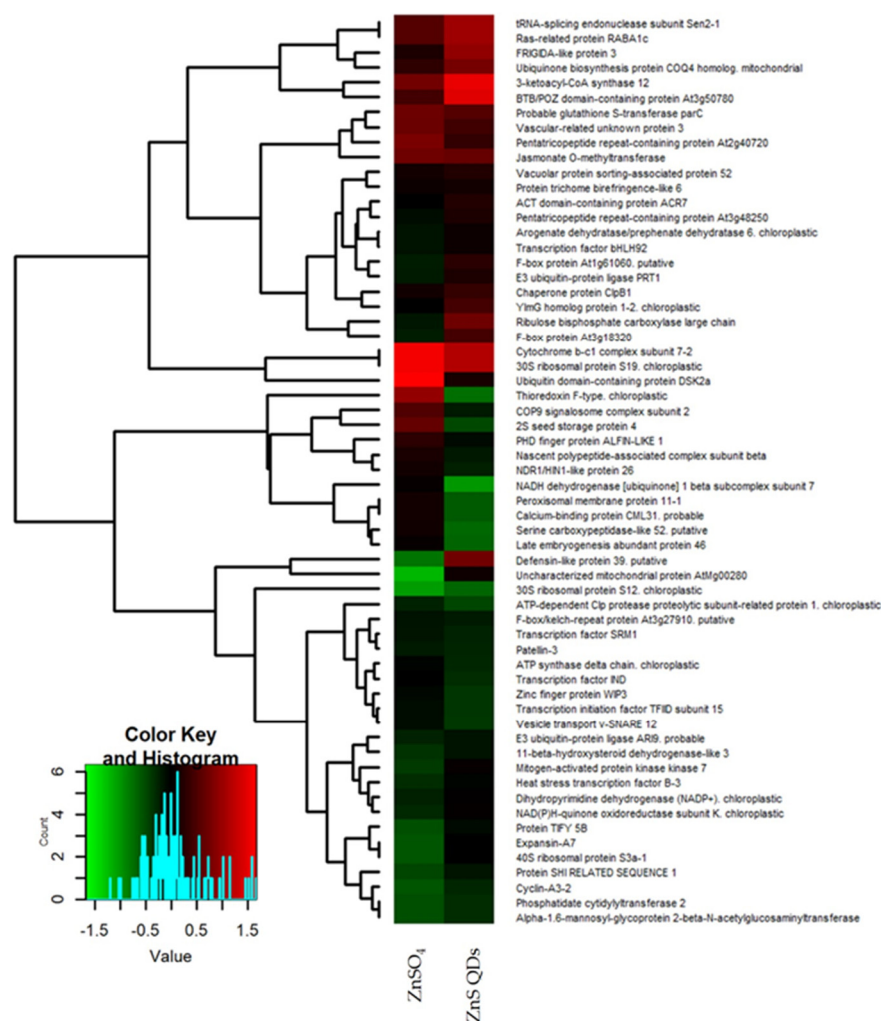 tRNA-splicing endonuclease subunit Sen2-1
Ras-related protein RABA1c
FRIGIDA-like protein 3
Ubiquinone biosynthesis protein COQ4 homolog. mitochondrial
3-ketoacyl-CoA synthase 12
BTB/POZ domain-containing protein At3g50780
Probable glutathione S-transferase parC
Vascular-related unknown protein 3
Pentatricopeptide repeat-containing protein At2g40720
Jasmonate O-methyltransferase
Vacuolar protein sorting-associated protein 52
Protein trichome birefringence-like 6
ACT domain-containing protein ACR7
Pentatricopeptide repeat-containing protein At3g48250
Arogenate dehydratase/prephenate dehydratase 6. chloroplastic
Transcription factor bHLH92
F-box protein At1g61060. putative
E3 ubiquitin-protein ligase PRT1
Chaperone protein ClpB1
YlmG homolog protein 1-2. chloroplastic
Ribulose bisphosphate carboxylase large chain
F-box protein At3g18320
Cytochrome b-c1 complex subunit 7-2
30S ribosomal protein S19. chloroplastic
Ubiquitin domain-containing protein DSK2a
Thioredoxin F-type. chloroplastic
COP9 signalosome complex subunit 2
2S seed storage protein 4
PHD finger protein ALFIN-LIKE 1
Nascent polypeptide-associated complex subunit beta
NDR1/HIN1-like protein 26
NADH dehydrogenase [ubiquinone] 1 beta subcomplex subunit 7
Peroxisomal membrane protein 11-1
Calcium-binding protein CML31. probable
Serine carboxypeptidase-like 52. putative
Late embryogenesis abundant protein 46
Defensin-like protein 39. putative
Uncharacterized mitochondrial protein AtMg00280
30S ribosomal protein S12. chloroplastic
ATP-dependent Clp protease proteolytic subunit-related protein 1. chloroplastic
F-box/kelch-repeat protein At3g27910. putative
Transcription factor SRM1
Patellin-3
ATP synthase delta chain. chloroplastic
Transcription factor IND
Zinc finger protein WIP3
Transcription initiation factor TFIID subunit 15
Vesicle transport v-SNARE 12
E3 ubiquitin-protein ligase ARI9. probable
11-beta-hydroxysteroid dehydrogenase-like 3
Mitogen-activated protein kinase kinase 7
Heat stress transcription factor B-3
Dihydropyrimidine dehydrogenase (NADP+). chloroplastic
NAD(P)H-quinone oxidoreductase subunit K. chloroplastic
Protein TIFY 5B
Expansin-A7
40S ribosomal protein S3a-1
Protein SHI RELATED SEQUENCE 1
Cyclin-A3-2
Phosphatidate cytidylyltransferase 2
Alpha-1.6-mannosyl-glycoprotein 2-beta-N-acetylglucosaminyltransferase
Color Key
and Histogram
Count
0 2 4 6
-1.5 -0.5 0.5 1.5
Value
ZnSO₄
ZnS QDs